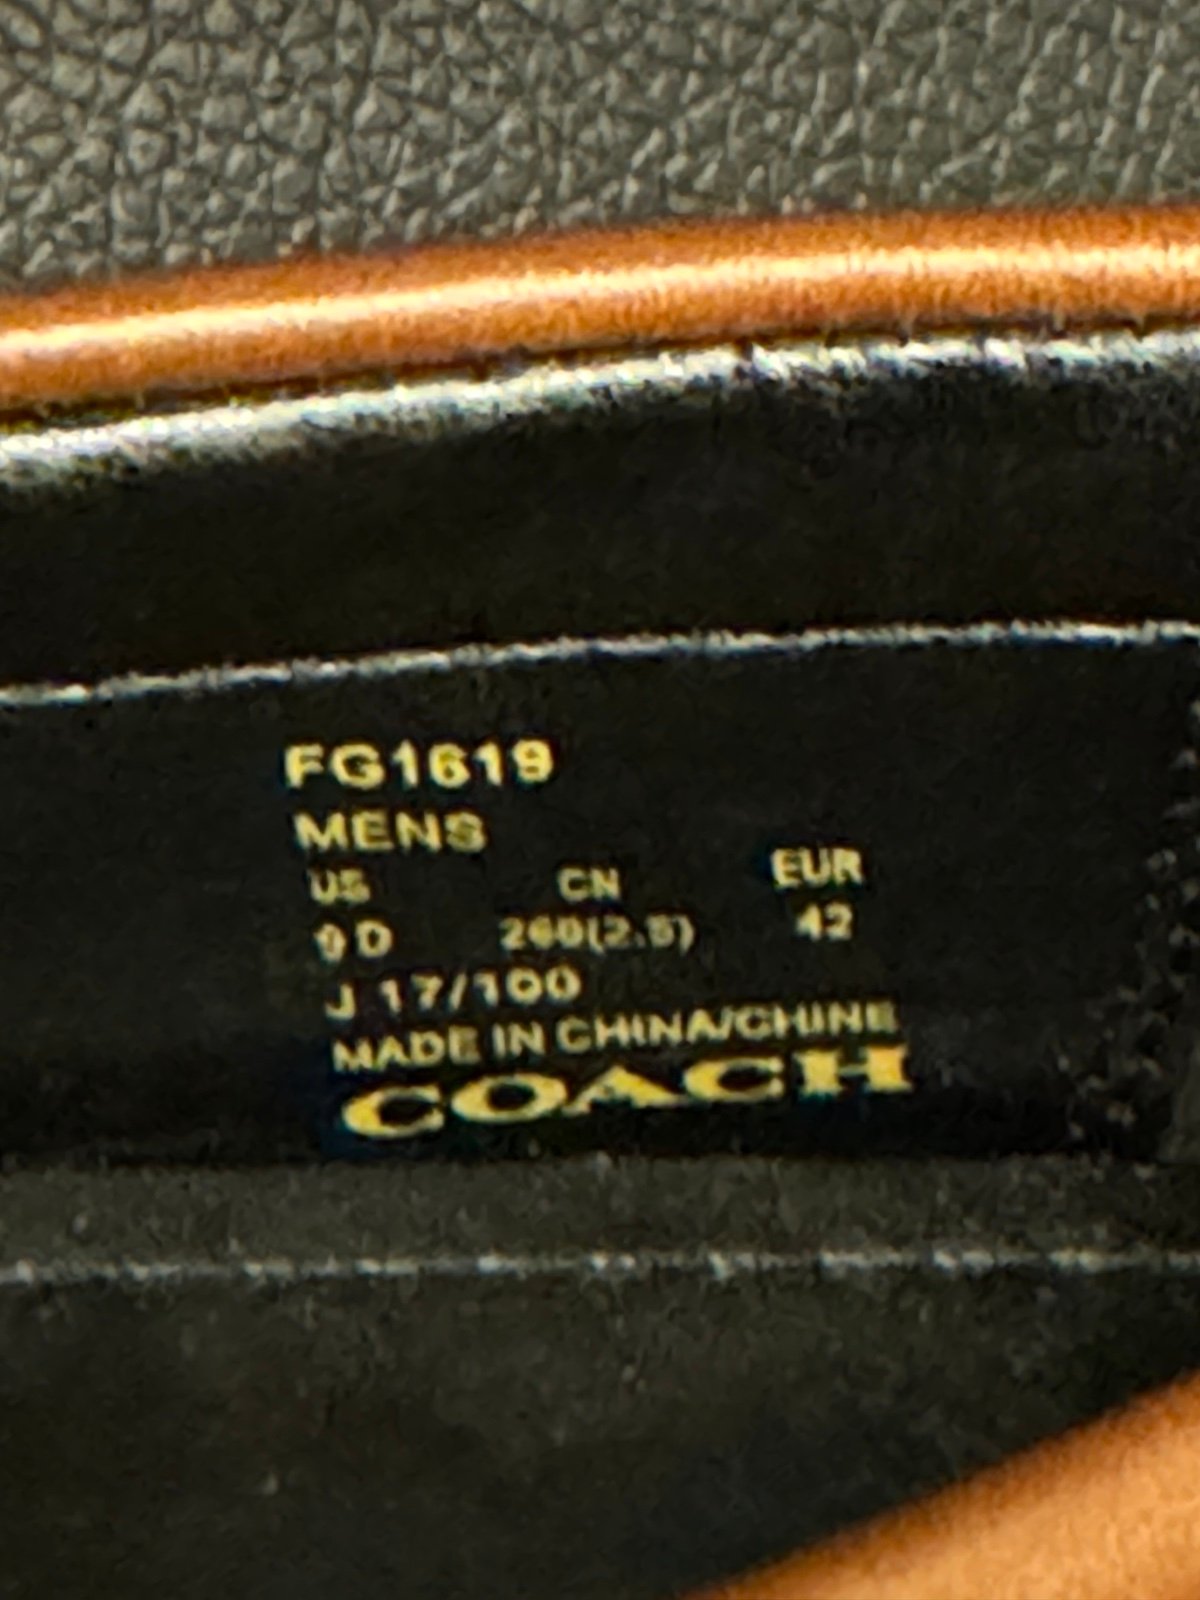 FG1619
MENS
US CN EUR
9 D 260(2.5) 42
J 17/100
MADE IN CHINA/CHINE
COACH